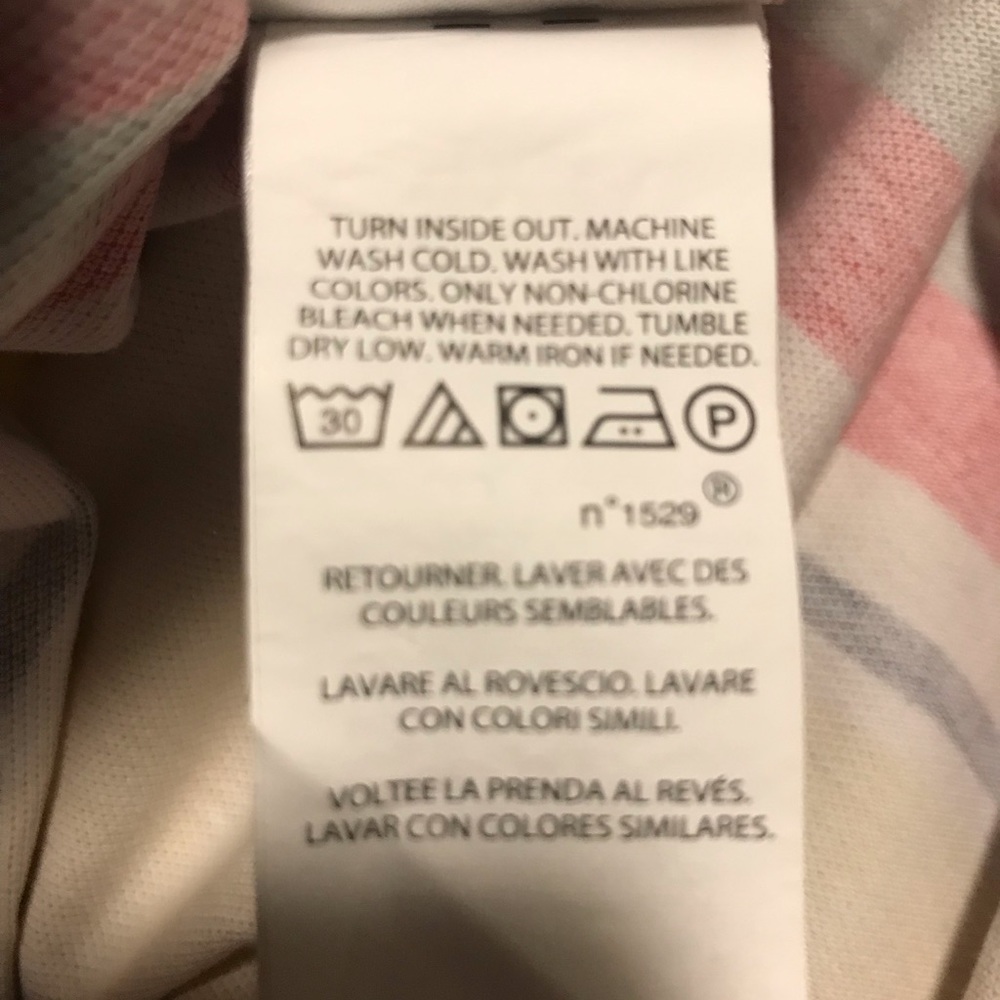 TURN INSIDE OUT. MACHINE
WASH COLD. WASH WITH LIKE
COLORS. ONLY NON-CHLORINE
BLEACH WHEN NEEDED. TUMBLE
DRY LOW. WARM IRON IF NEEDED.
30 P
®
n°1529
RETOURNER. LAVER AVEC DES
COULEURS SEMBLABLES.
LAVARE AL ROVESCIO. LAVARE
CON COLORI SIMILI.
VOLTEE LA PRENDA AL REVÉS.
LAVAR CON COLORES SIMILARES.